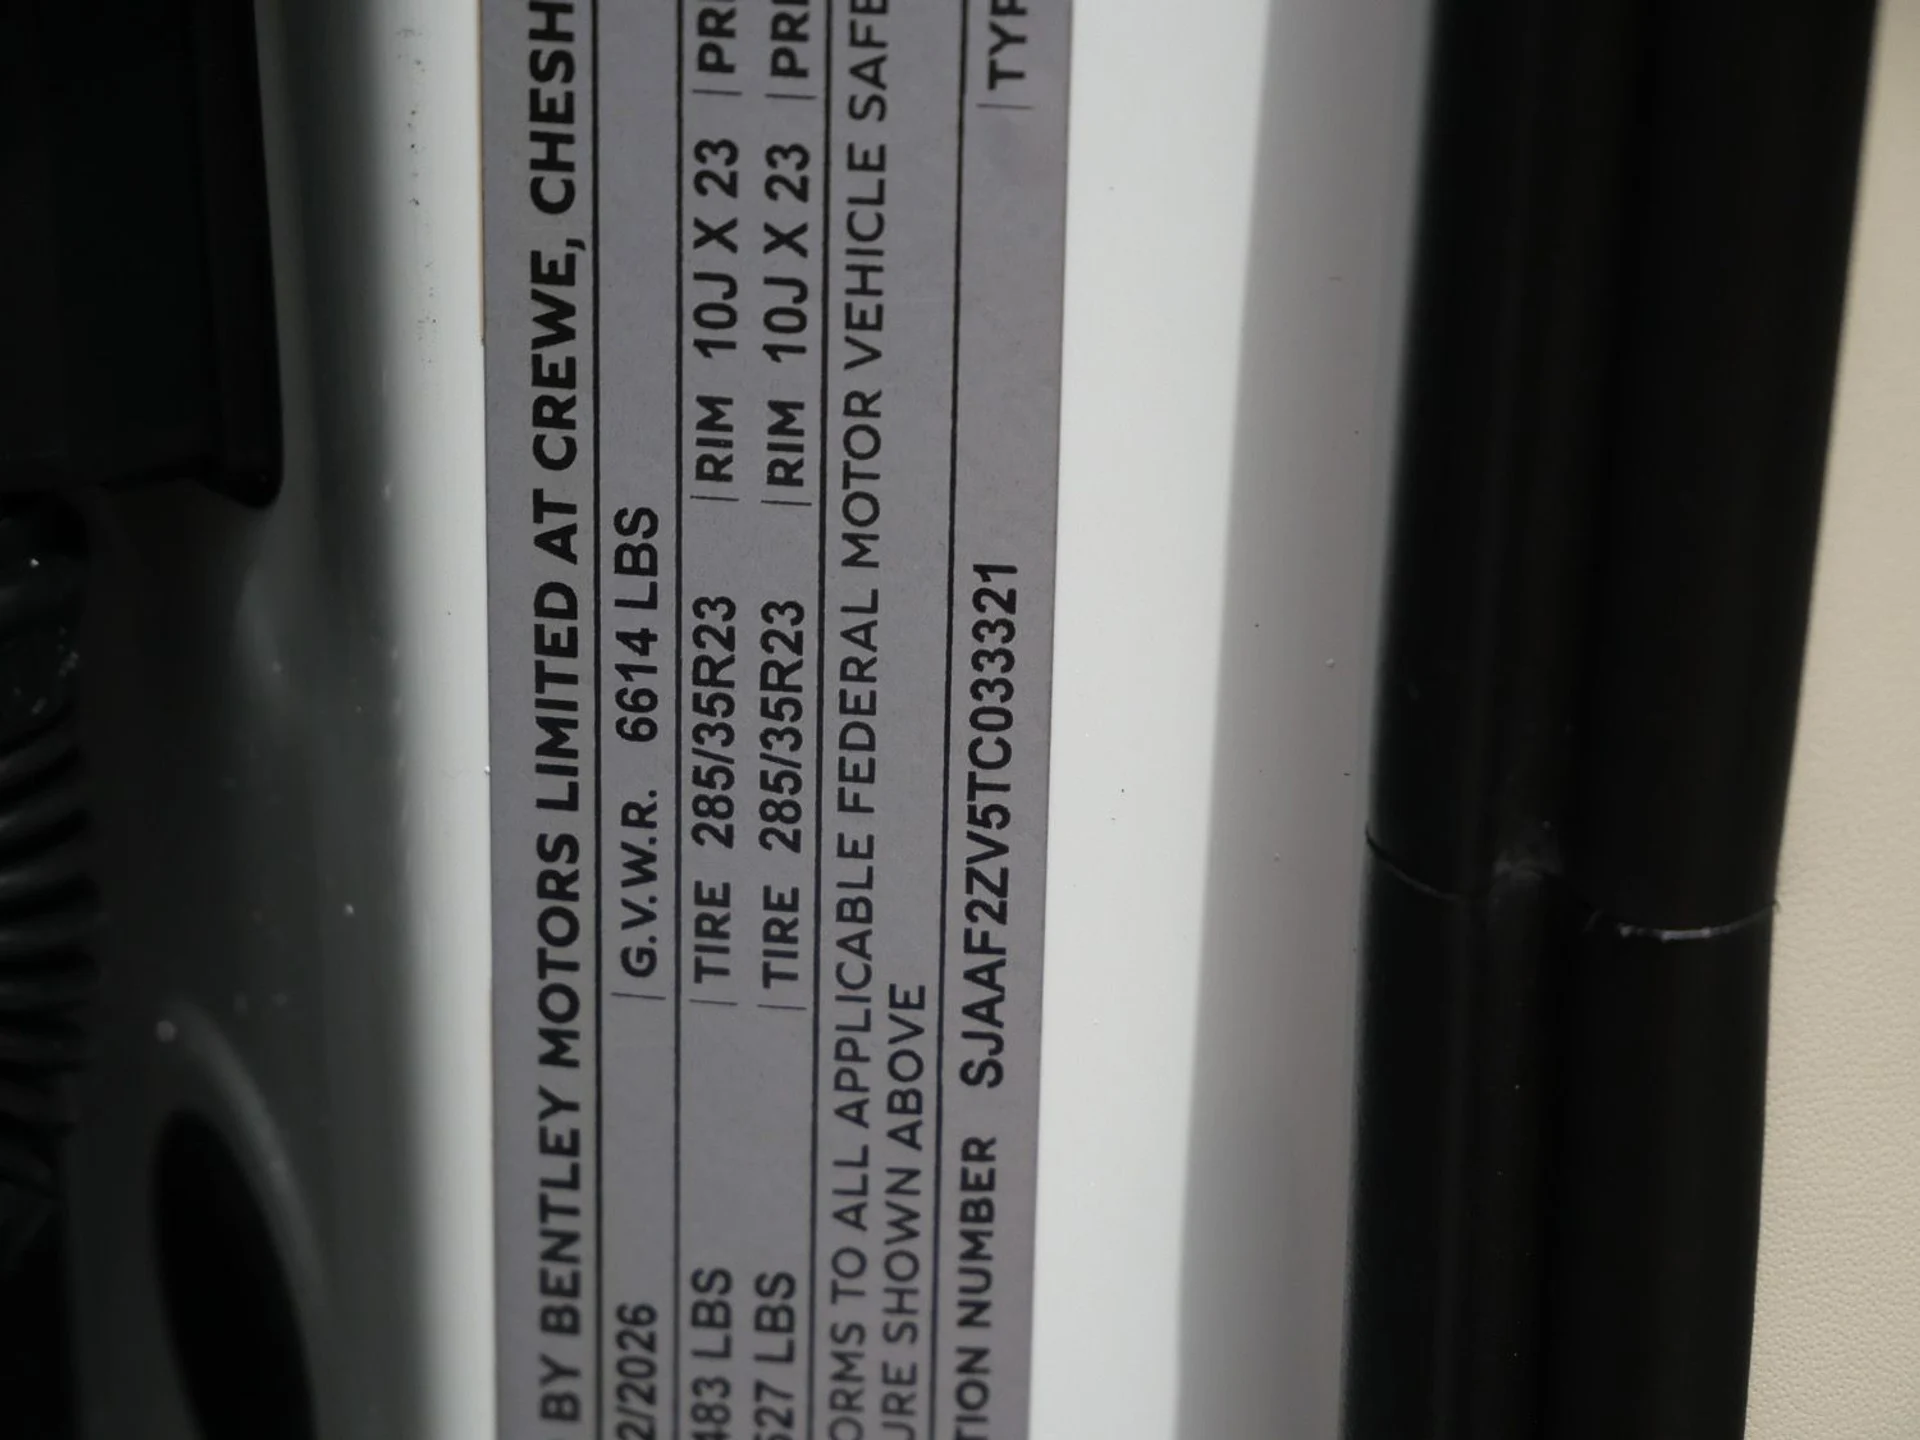 BY BENTLEY MOTORS LIMITED AT CREWE, CHESH
2/2026 G.V.W.R. 6614 LBS
483 LBS TIRE 285/35R23 RIM 10J X 23 PRE
527 LBS TIRE 285/35R23 RIM 10J X 23 PRE
ORMS TO ALL APPLICABLE FEDERAL MOTOR VEHICLE SAFE
URE SHOWN ABOVE
TION NUMBER SJAAF2ZV5TC033321 TYP